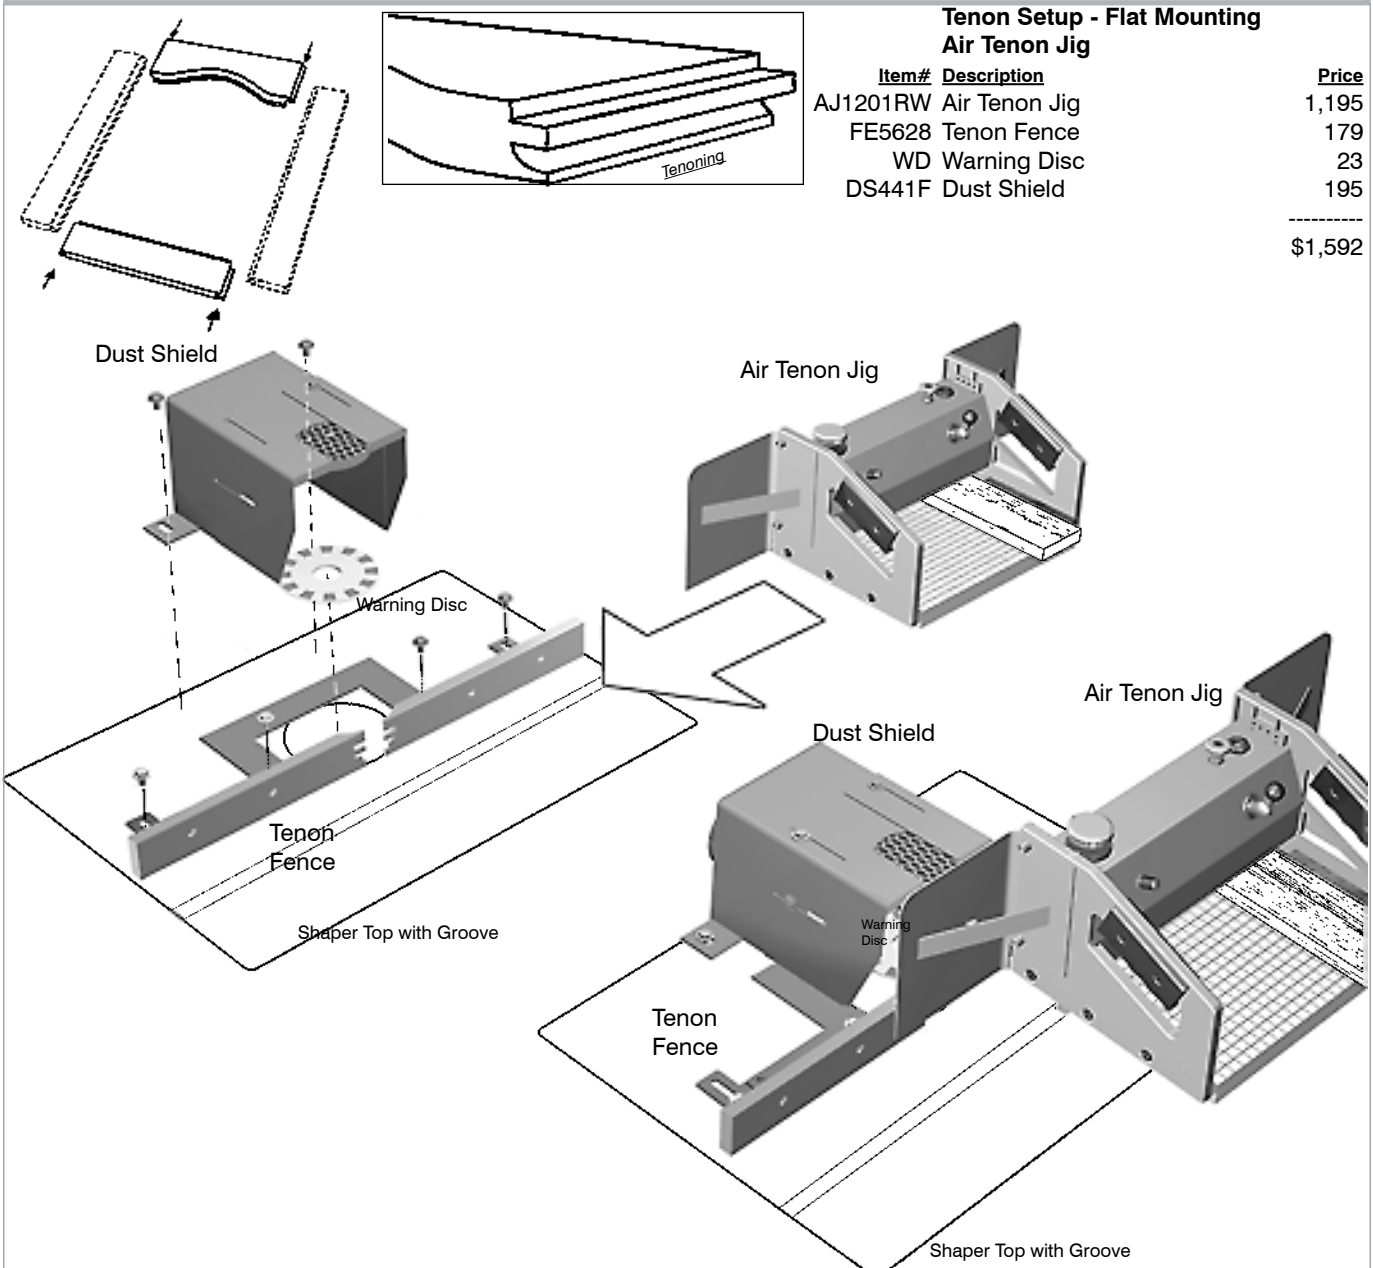 Tenon Setup - Flat Mounting
Air Tenon Jig
Item# Description Price
AJ1201RW Air Tenon Jig 1,195
FE5628 Tenon Fence 179
WD Warning Disc 23
DS441F Dust Shield 195
----------
$1,592
Tenoning
Dust Shield
Air Tenon Jig
Warning Disc
Tenon
Fence
Shaper Top with Groove
Air Tenon Jig
Dust Shield
Warning
Disc
Tenon
Fence
Shaper Top with Groove